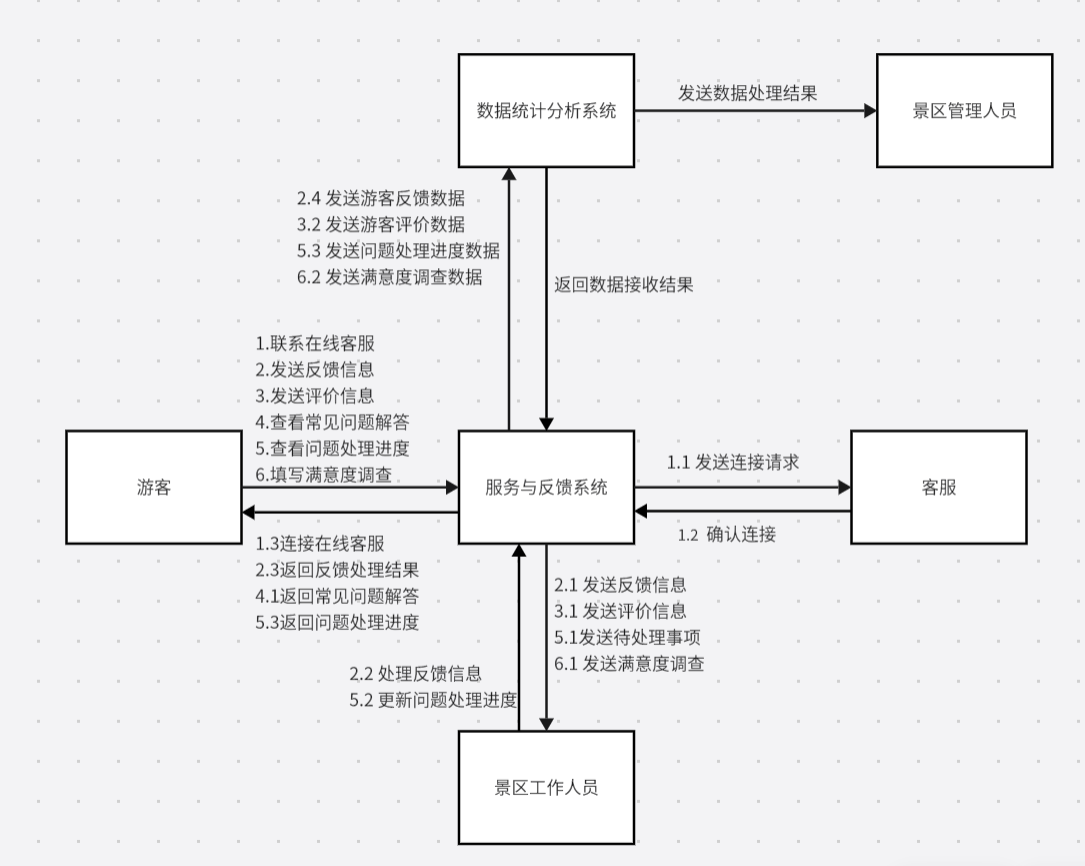 数据统计分析系统
发送数据处理结果
景区管理人员
2.4 发送游客反馈数据
3.2 发送游客评价数据
5.3 发送问题处理进度数据
6.2 发送满意度调查数据
返回数据接收结果
1.联系在线客服
2.发送反馈信息
3.发送评价信息
4.查看常见问题解答
5.查看问题处理进度
6.填写满意度调查
游客
服务与反馈系统
1.1 发送连接请求
客服
1.2 确认连接
1.3连接在线客服
2.3返回反馈处理结果
4.1返回常见问题解答
5.3返回问题处理进度
2.1 发送反馈信息
3.1 发送评价信息
5.1发送待处理事项
6.1 发送满意度调查
2.2 处理反馈信息
5.2 更新问题处理进度
景区工作人员